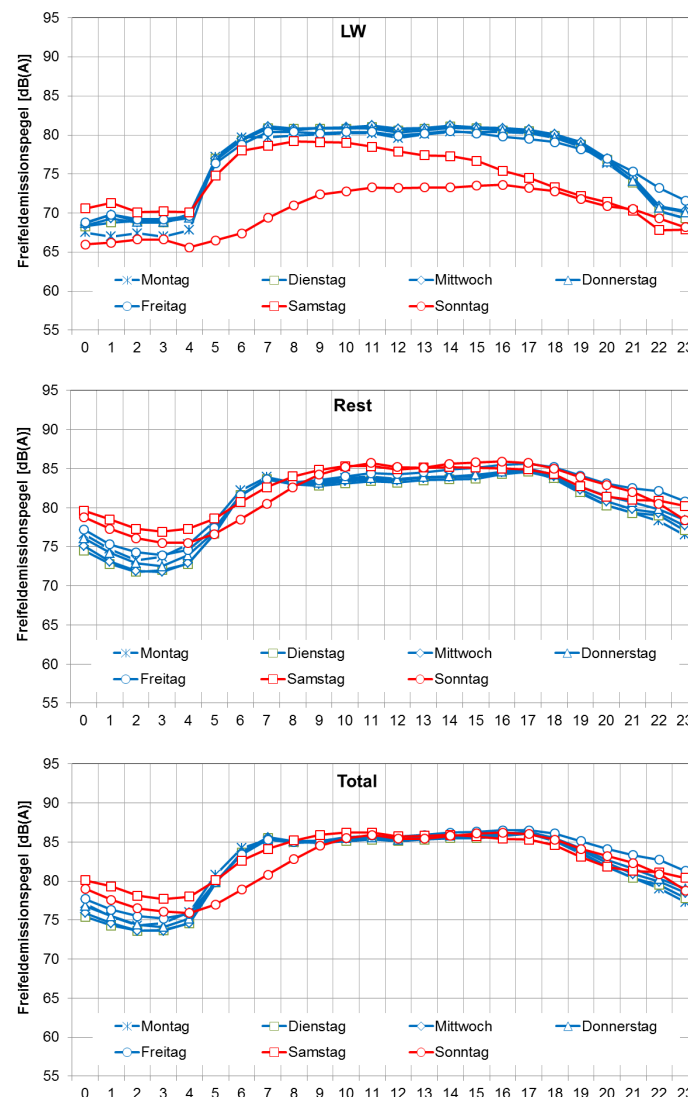 LW
Freifeldemissionspegel [dB(A)]
95
90
85
80
75
70
65
60
55
Montag Dienstag Mittwoch Donnerstag
Freitag Samstag Sonntag
0 1 2 3 4 5 6 7 8 9 10 11 12 13 14 15 16 17 18 19 20 21 22 23
Rest
Freifeldemissionspegel [dB(A)]
95
90
85
80
75
70
65
60
55
Montag Dienstag Mittwoch Donnerstag
Freitag Samstag Sonntag
0 1 2 3 4 5 6 7 8 9 10 11 12 13 14 15 16 17 18 19 20 21 22 23
Total
Freifeldemissionspegel [dB(A)]
95
90
85
80
75
70
65
60
55
Montag Dienstag Mittwoch Donnerstag
Freitag Samstag Sonntag
0 1 2 3 4 5 6 7 8 9 10 11 12 13 14 15 16 17 18 19 20 21 22 23